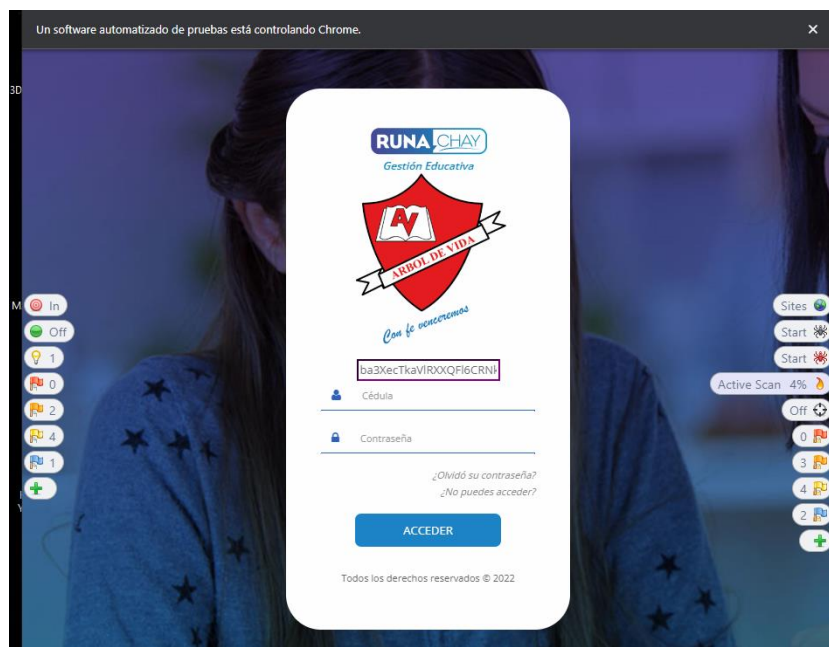 Un software automatizado de pruebas está controlando Chrome.
3D
RUNA CHAY
Gestión Educativa
AV
ARBOL DE VIDA
Con fe venceremos
Cédula
Contraseña
¿Olvidó su contraseña?
¿No puedes acceder?
ACCEDER
Todos los derechos reservados © 2022
M
In
Off
1
0
2
4
1
Sites
Start
Start
Active Scan 4%
Off
0
3
4
2